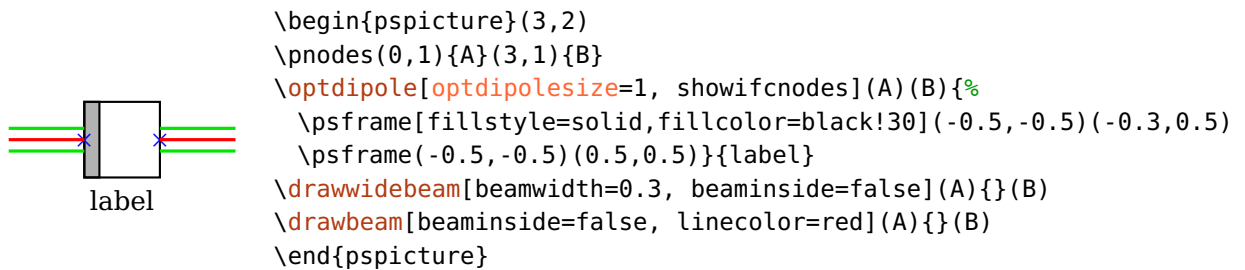 \begin{pspicture}(3,2)
\pnodes(0,1){A}(3,1){B}
\optdipole[optdipolesize=1, showifcnodes](A)(B){%
 \psframe[fillstyle=solid,fillcolor=black!30](-0.5,-0.5)(-0.3,0.5)
 \psframe(-0.5,-0.5)(0.5,0.5)}{label}
\drawwidebeam[beamwidth=0.3, beaminside=false](A){}(B)
\drawbeam[beaminside=false, linecolor=red](A){}(B)
\end{pspicture}
label